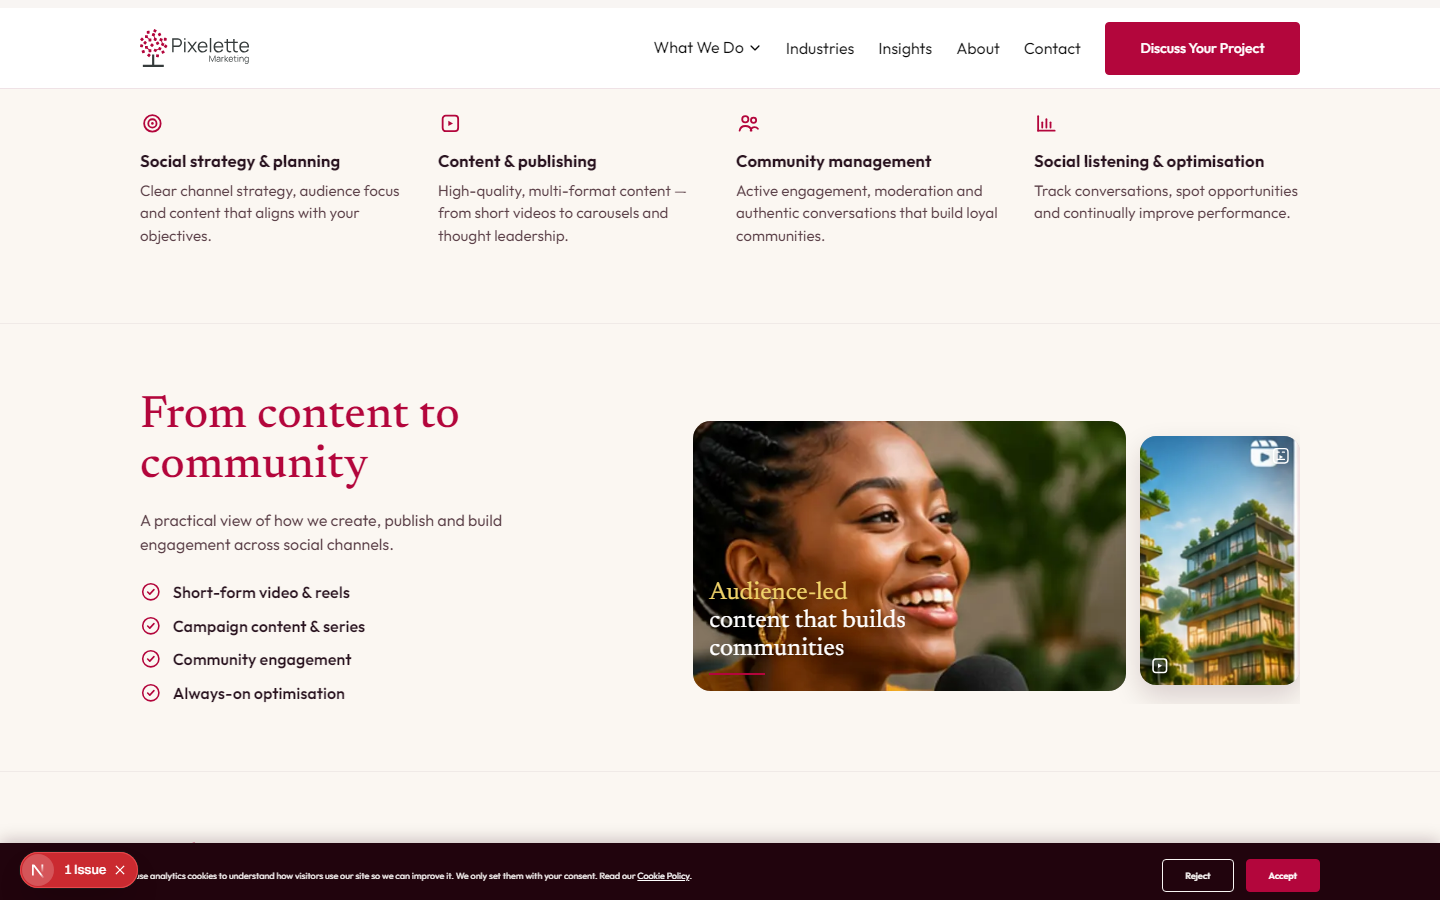 Pixelette
Marketing
What We Do
Industries
Insights
About
Contact
Discuss Your Project
Social strategy & planning
Clear channel strategy, audience focus
and content that aligns with your
objectives.
Content & publishing
High-quality, multi-format content —
from short videos to carousels and
thought leadership.
Community management
Active engagement, moderation and
authentic conversations that build loyal
communities.
Social listening & optimisation
Track conversations, spot opportunities
and continually improve performance.
From content to
community
A practical view of how we create, publish and build
engagement across social channels.
Short-form video & reels
Campaign content & series
Community engagement
Always-on optimisation
Audience-led
content that builds
communities
1 Issue
use analytics cookies to understand how visitors use our site so we can improve it. We only set them with your consent. Read our Cookie Policy.
Reject
Accept